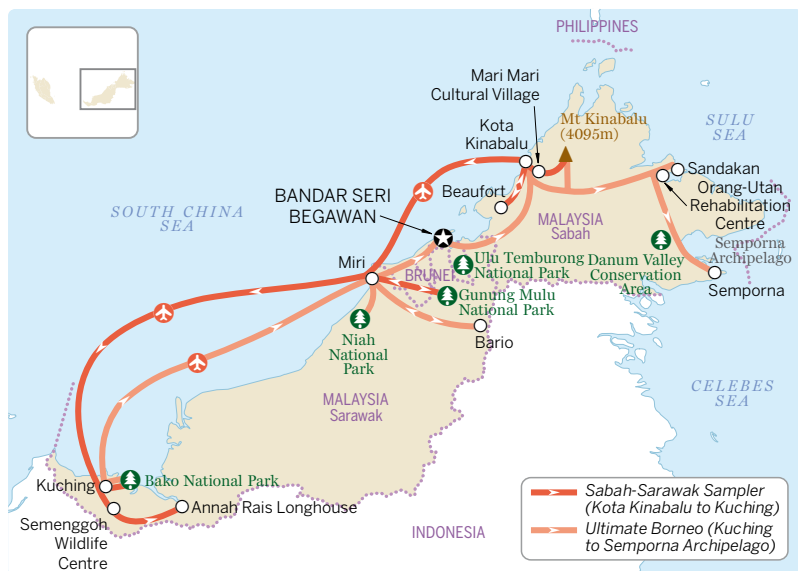 PHILIPPINES
Mari Mari
Cultural Village
Mt Kinabalu
(4095m)
SULU
SEA
Kota
Kinabalu
Sandakan
Orang-Utan
Rehabilitation
Centre
Beaufort
BANDAR SERI
BEGAWAN
SOUTH CHINA
SEA
MALAYSIA
Sabah
Semporna
Archipelago
Ulu Temburong
National Park
Danum Valley
Conservation
Area
Miri
BRUNEI
Semporna
Gunung Mulu
National Park
Niah
National
Park
Bario
MALAYSIA
Sarawak
CELEBES
SEA
Kuching
Bako National Park
Annah Rais Longhouse
Semenggoh
Wildlife
Centre
INDONESIA
Sabah-Sarawak Sampler
(Kota Kinabalu to Kuching)
Ultimate Borneo (Kuching
to Semporna Archipelago)